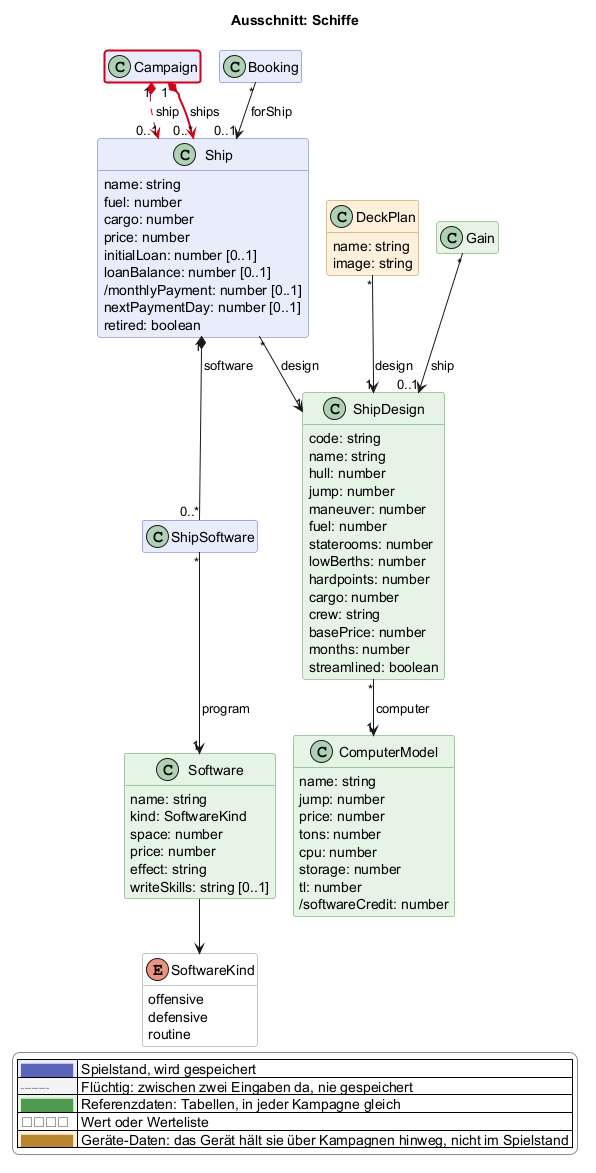 Ausschnitt: Schiffe
C Campaign
C Booking
1
1
*
ship
ships
forShip
0..1
0..*
0..1
C Ship
name: string
fuel: number
cargo: number
price: number
initialLoan: number [0..1]
loanBalance: number [0..1]
/monthlyPayment: number [0..1]
nextPaymentDay: number [0..1]
retired: boolean
C DeckPlan
name: string
image: string
C Gain
*
*
1
*
software
design
design
ship
1
1
0..1
C ShipDesign
code: string
name: string
hull: number
jump: number
maneuver: number
fuel: number
staterooms: number
lowBerths: number
hardpoints: number
cargo: number
crew: string
basePrice: number
months: number
streamlined: boolean
0..*
C ShipSoftware
*
*
program
computer
1
1
C Software
name: string
kind: SoftwareKind
space: number
price: number
effect: string
writeSkills: string [0..1]
C ComputerModel
name: string
jump: number
price: number
tons: number
cpu: number
storage: number
tl: number
/softwareCredit: number
E SoftwareKind
offensive
defensive
routine
Spielstand, wird gespeichert
Flüchtig: zwischen zwei Eingaben da, nie gespeichert
Referenzdaten: Tabellen, in jeder Kampagne gleich
□□□□ Wert oder Werteliste
Geräte-Daten: das Gerät hält sie über Kampagnen hinweg, nicht im Spielstand